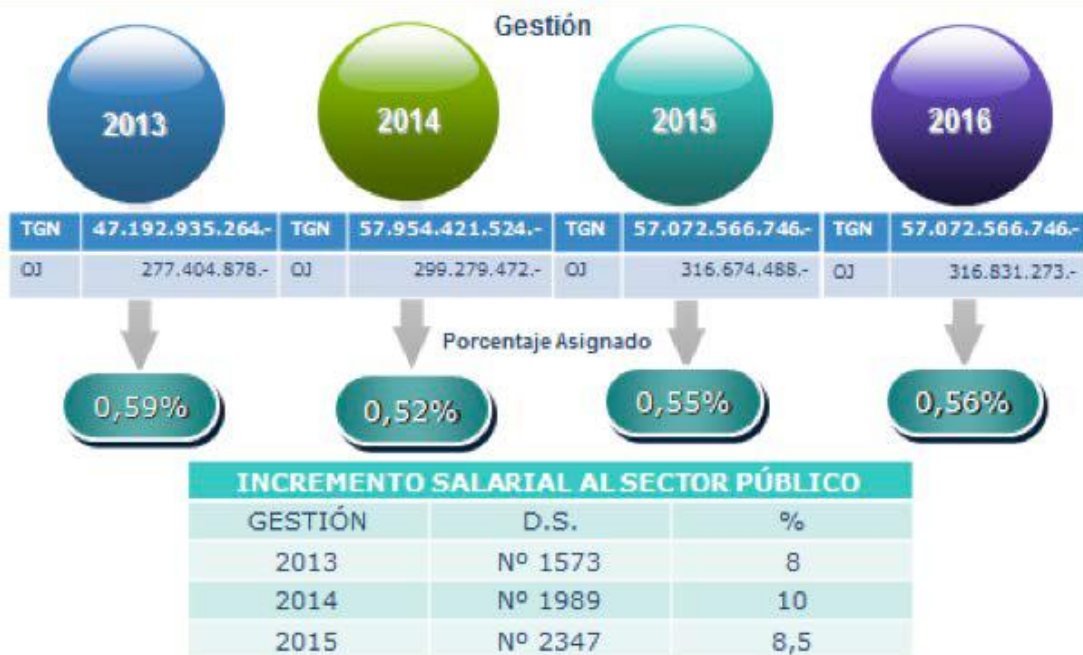 Gestión
2013 2014 2015 2016
TGN 47.192.935.264.- TGN 57.954.421.524.- TGN 57.072.566.746.- TGN 57.072.566.746.-
OJ 277.404.878.- OJ 299.279.472.- OJ 316.674.488.- OJ 316.831.273.-
Porcentaje Asignado
0,59% 0,52% 0,55% 0,56%
INCREMENTO SALARIAL AL SECTOR PÚBLICO
GESTIÓN D.S. %
2013 Nº 1573 8
2014 Nº 1989 10
2015 Nº 2347 8,5